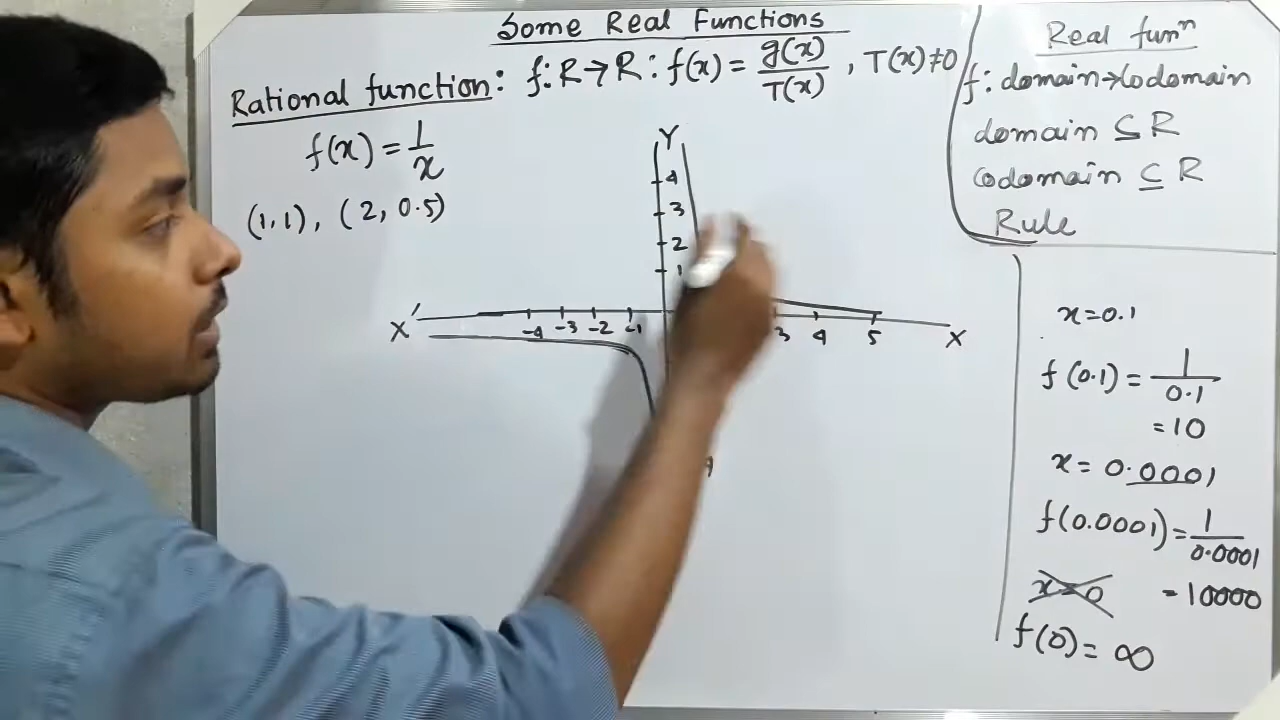 Some Real Functions
Rational function: f: R→R : f(x) = g(x)/T(x), T(x)≠0
f(x) = 1/x
(1,1), (2, 0.5)
Y
4
3
2
1
X′ -4 -3 -2 -1 3 4 5 X
Real funⁿ
f: domain→Codomain
domain ⊆ R
Codomain ⊆ R
Rule
x=0.1
f(0.1) = 1/0.1
=10
x= 0.0001
f(0.0001)= 1/0.0001
x=0 =10000
f(0)= ∞